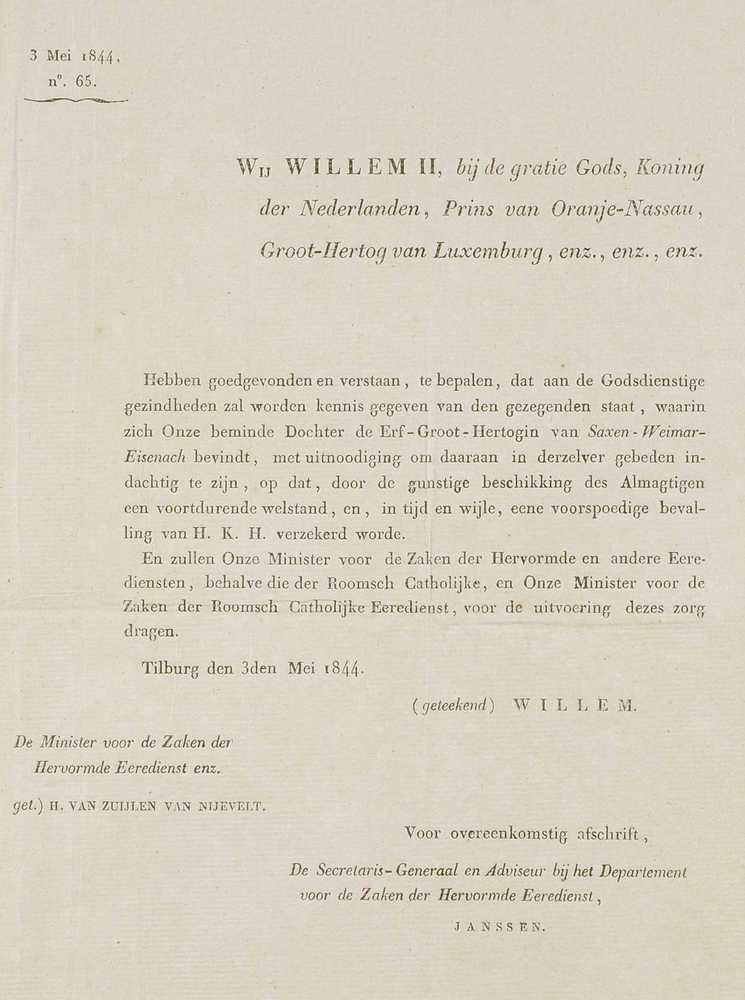 3 Mei 1844.
n°. 65.
Wij WILLEM II, bij de gratie Gods, Koning
der Nederlanden, Prins van Oranje-Nassau,
Groot-Hertog van Luxemburg, enz., enz., enz.
Hebben goedgevonden en verstaan, te bepalen, dat aan de Godsdienstige
gezindheden zal worden kennis gegeven van den gezegenden staat, waarin
zich Onze beminde Dochter de Erf-Groot-Hertogin van Saxen-Weimar-
Eisenach bevindt, met uitnoodiging om daaraan in derzelver gebeden in-
dachtig te zijn, op dat, door de gunstige beschikking des Almagtigen
een voortdurende welstand, en, in tijd en wijle, eene voorspoedige beval-
ling van H. K. H. verzekerd worde.
En zullen Onze Minister voor de Zaken der Hervormde en andere Eere-
diensten, behalve die der Roomsch Catholijke, en Onze Minister voor de
Zaken der Roomsch Catholijke Eeredienst, voor de uitvoering dezes zorg
dragen.
Tilburg den 3den Mei 1844.
(geteekend) WILLEM.
De Minister voor de Zaken der
Hervormde Eeredienst enz.
get.) H. VAN ZUIJLEN VAN NIJEVELT.
Voor overeenkomstig afschrift,
De Secretaris-Generaal en Adviseur bij het Departement
voor de Zaken der Hervormde Eeredienst,
JANSSEN.